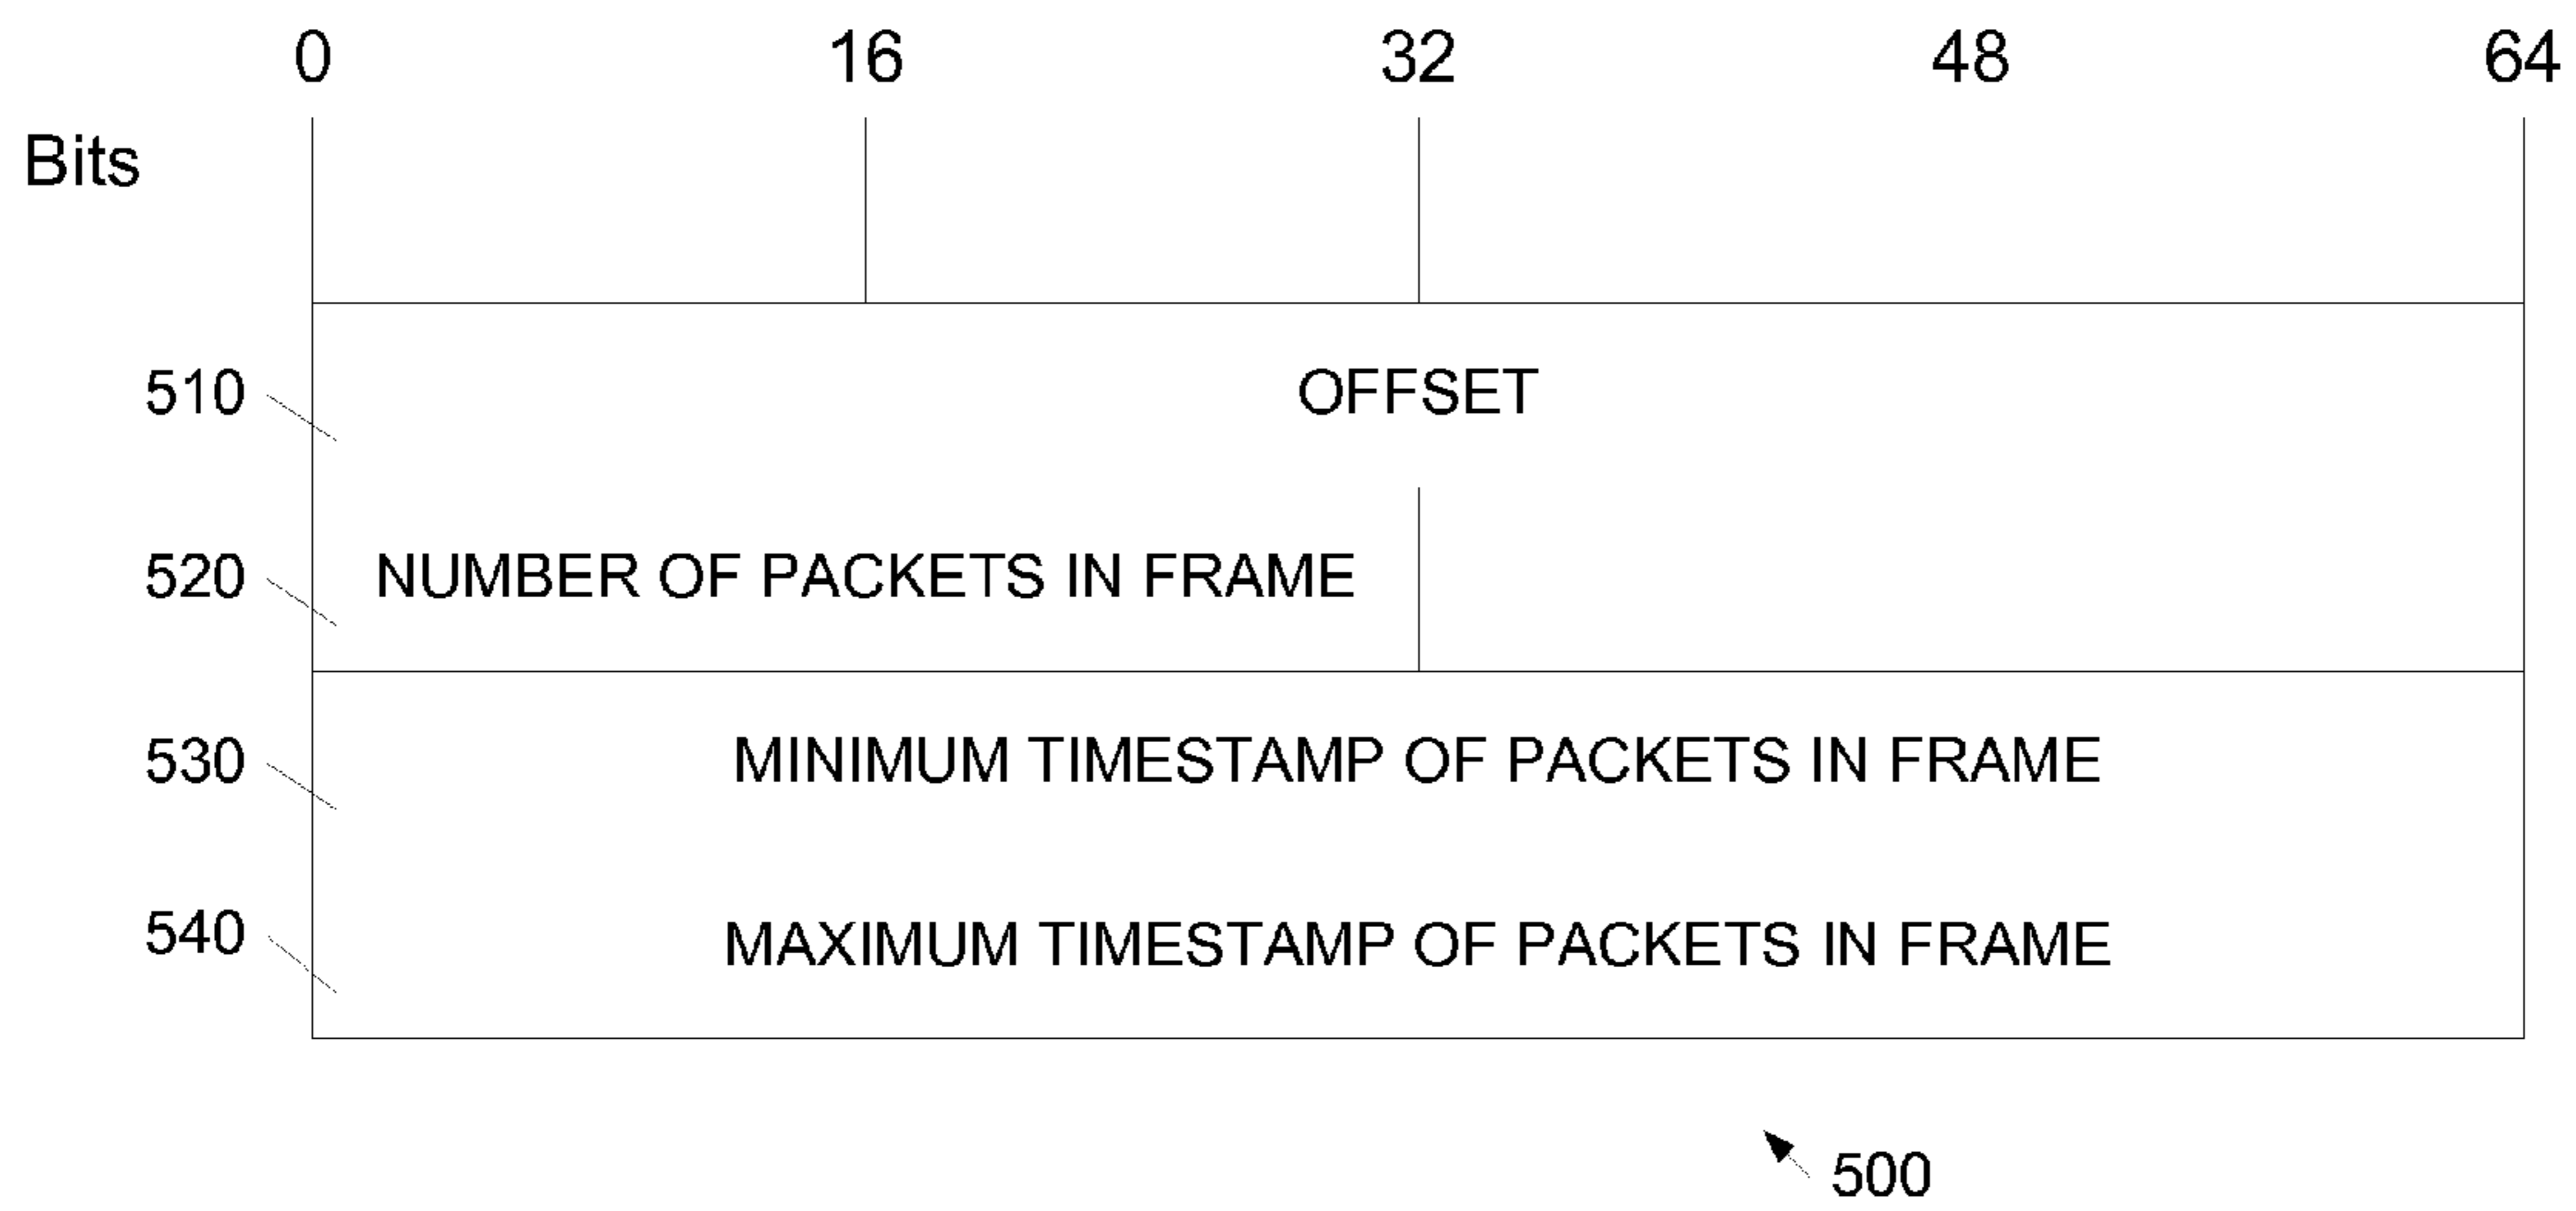 0 16 32 48 64
Bits
510 OFFSET
520 NUMBER OF PACKETS IN FRAME
530 MINIMUM TIMESTAMP OF PACKETS IN FRAME
540 MAXIMUM TIMESTAMP OF PACKETS IN FRAME
500